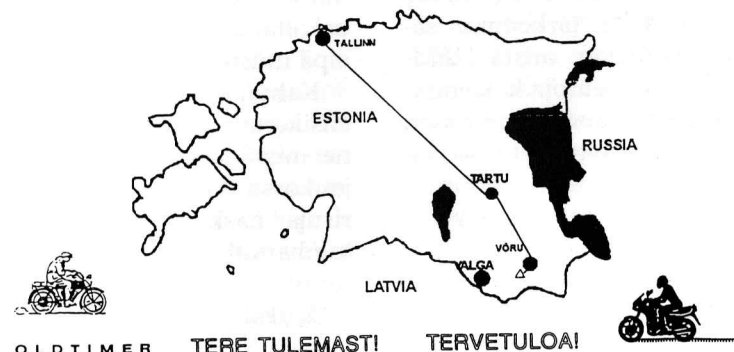 TALLINN
ESTONIA
RUSSIA
TARTU
VÕRU
VALGA
LATVIA
OLDTIMER TERE TULEMAST! TERVETULOA!